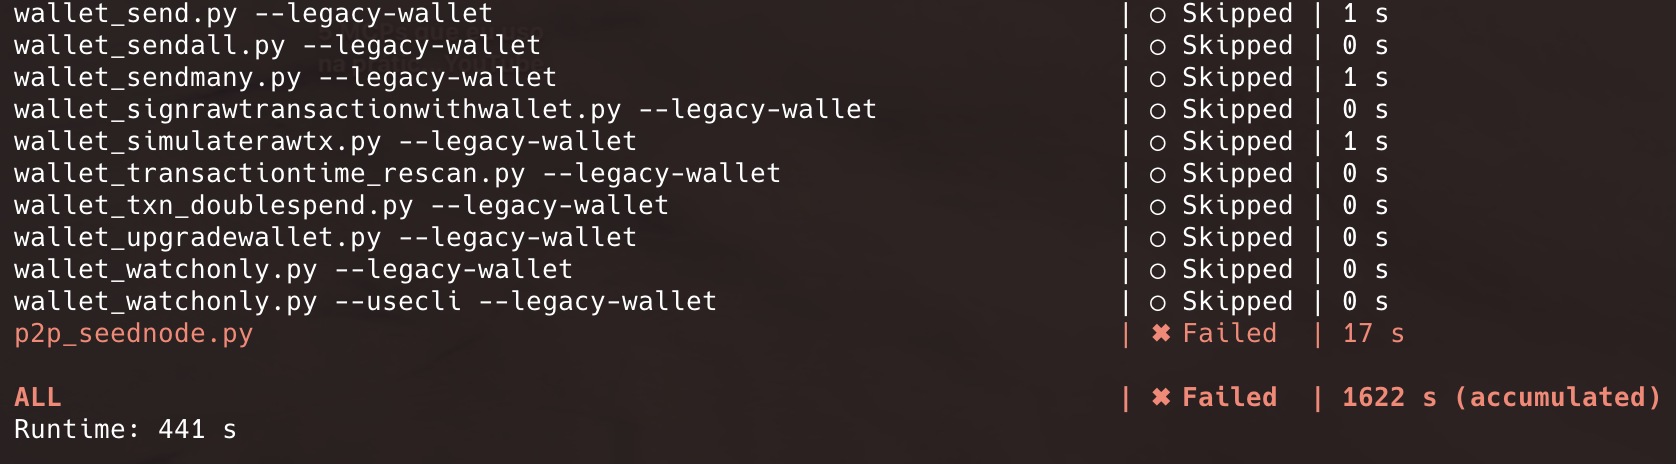 wallet_send.py --legacy-wallet | ○ Skipped | 1 s
wallet_sendall.py --legacy-wallet | ○ Skipped | 0 s
wallet_sendmany.py --legacy-wallet | ○ Skipped | 1 s
wallet_signrawtransactionwithwallet.py --legacy-wallet | ○ Skipped | 0 s
wallet_simulaterawtx.py --legacy-wallet | ○ Skipped | 1 s
wallet_transactiontime_rescan.py --legacy-wallet | ○ Skipped | 0 s
wallet_txn_doublespend.py --legacy-wallet | ○ Skipped | 0 s
wallet_upgradewallet.py --legacy-wallet | ○ Skipped | 0 s
wallet_watchonly.py --legacy-wallet | ○ Skipped | 0 s
wallet_watchonly.py --usecli --legacy-wallet | ○ Skipped | 0 s
p2p_seednode.py | ✖ Failed | 17 s
ALL | ✖ Failed | 1622 s (accumulated)
Runtime: 441 s